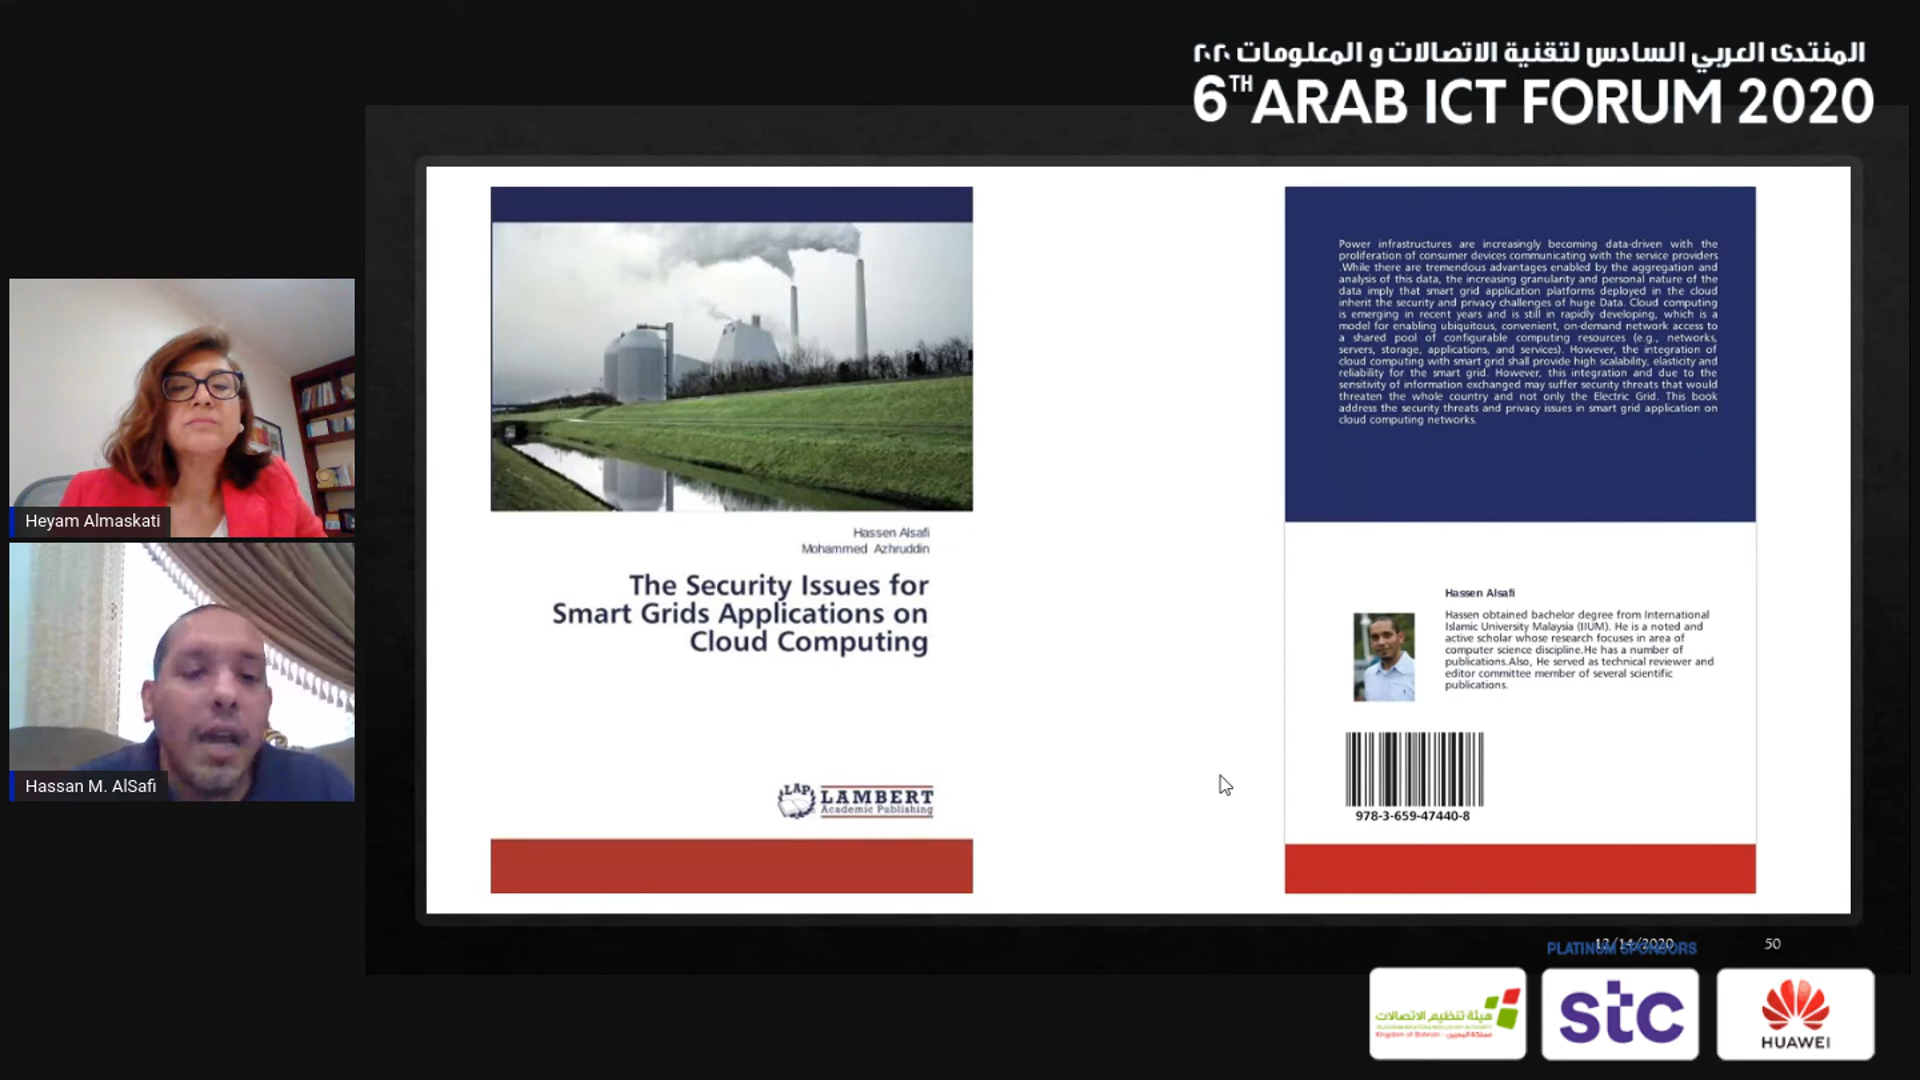 المنتدى العربي السادس لتقنية الاتصالات و المعلومات ٢٠٢٠
6TH ARAB ICT FORUM 2020
Heyam Almaskati
Hassan M. AlSafi
Hassen Alsafi
Mohammed Azhruddin
The Security Issues for
Smart Grids Applications on
Cloud Computing
LAP
LAMBERT
Academic Publishing
Power infrastructures are increasingly becoming data-driven with the
proliferation of consumer devices communicating with the service providers
.While there are tremendous advantages enabled by the aggregation and
analysis of this data, the increasing granularity and personal nature of the
data imply that smart grid application platforms deployed in the cloud
inherit the security and privacy challenges of huge Data. Cloud computing
is emerging in recent years and is still in rapidly developing, which is a
model for enabling ubiquitous, convenient, on-demand network access to
a shared pool of configurable computing resources (e.g., networks,
servers, storage, applications, and services). However, the integration of
cloud computing with smart grid shall provide high scalability, elasticity and
reliability for the smart grid. However, this integration and due to the
sensitivity of information exchanged may suffer security threats that would
threaten the whole country and not only the Electric Grid. This book
address the security threats and privacy issues in smart grid application on
cloud computing networks.
Hassen Alsafi
Hassen obtained bachelor degree from International
Islamic University Malaysia (IIUM). He is a noted and
active scholar whose research focuses in area of
computer science discipline.He has a number of
publications.Also, He served as technical reviewer and
editor committee member of several scientific
publications.
978-3-659-47440-8
12/14/2020
50
PLATINUM SPONSORS
هيئة تنظيم الاتصالات
TELECOMMUNICATIONS REGULATORY AUTHORITY
Kingdom of Bahrain - مملكة البحرين
stc
HUAWEI